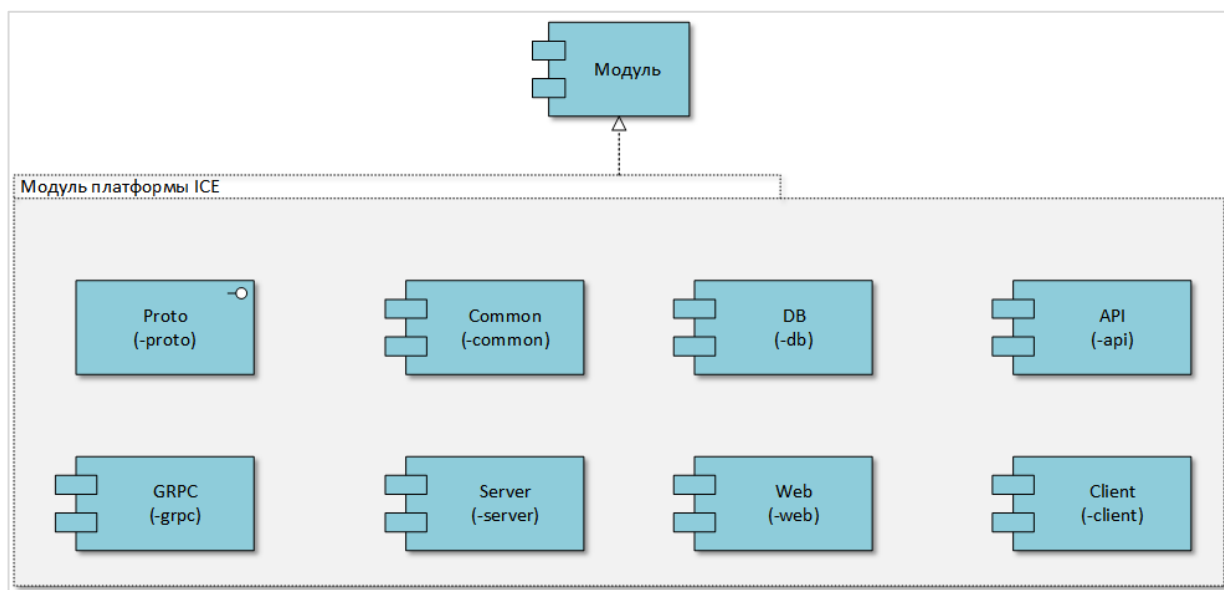 Модуль
Модуль платформы ICE
Proto
(-proto)
Common
(-common)
DB
(-db)
API
(-api)
GRPC
(-grpc)
Server
(-server)
Web
(-web)
Client
(-client)